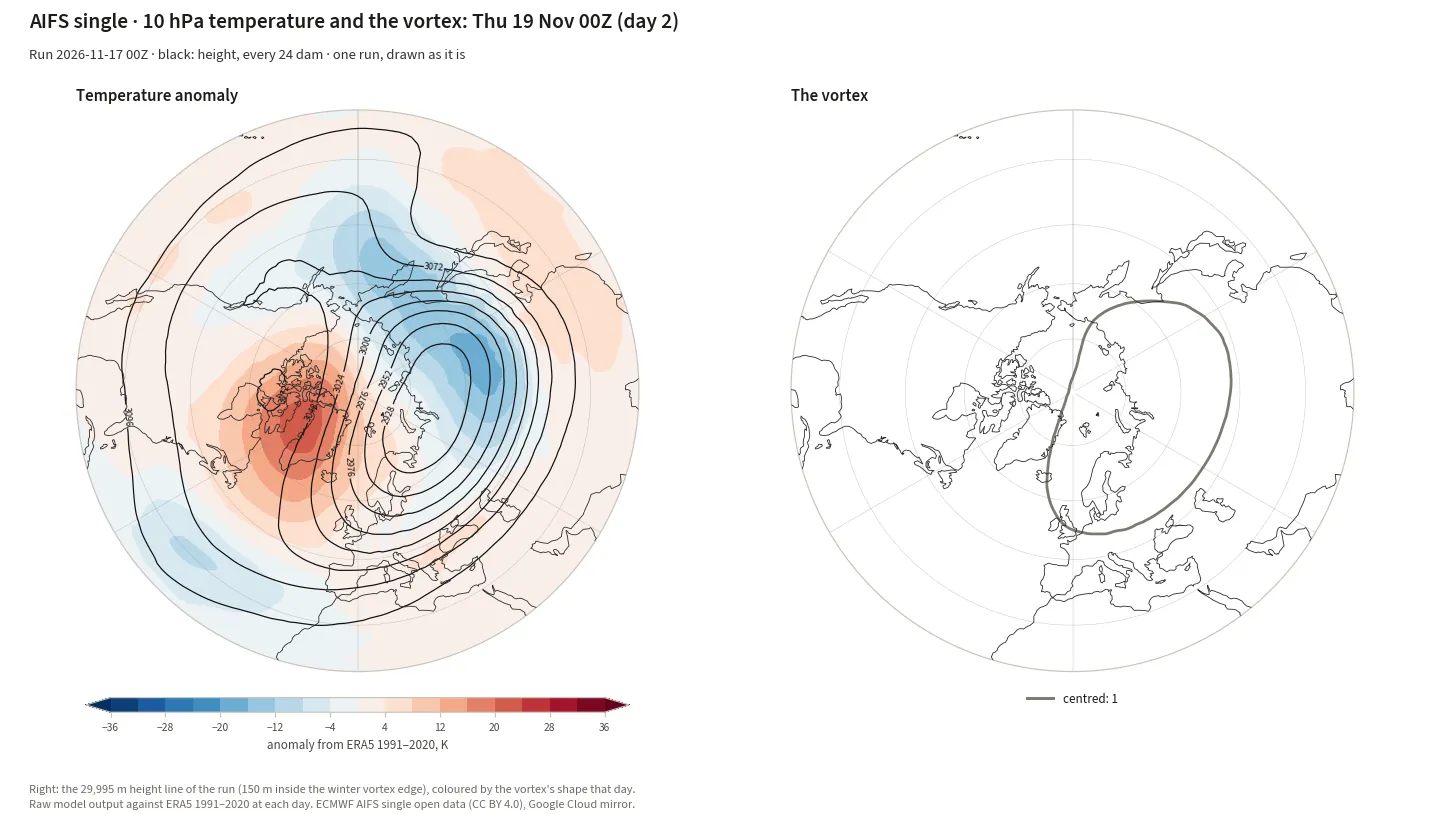 AIFS single · 10 hPa temperature and the vortex: Thu 19 Nov 00Z (day 2)
Run 2026-11-17 00Z · black: height, every 24 dam · one run, drawn as it is
Temperature anomaly
The vortex
3072
3000
3024
2952
2976
2928
2976
3096
−36 −28 −20 −12 −4 4 12 20 28 36
anomaly from ERA5 1991–2020, K
centred: 1
Right: the 29,995 m height line of the run (150 m inside the winter vortex edge), coloured by the vortex's shape that day.
Raw model output against ERA5 1991–2020 at each day. ECMWF AIFS single open data (CC BY 4.0), Google Cloud mirror.